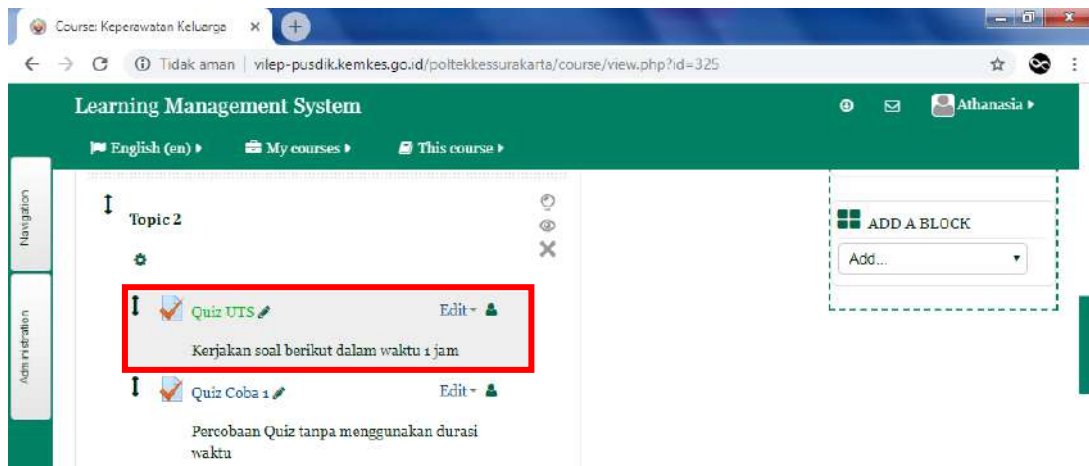 Course: Keperawatan Keluarga
Tidak aman | vilep-pusdik.kemkes.go.id/poltekkessurakarta/course/view.php?id=325
Learning Management System
Athanasia
English (en) My courses This course
Navigation
Administration
Topic 2
ADD A BLOCK
Add...
Quiz UTS Edit
Kerjakan soal berikut dalam waktu 1 jam
Quiz Coba 1 Edit
Percobaan Quiz tanpa menggunakan durasi
waktu